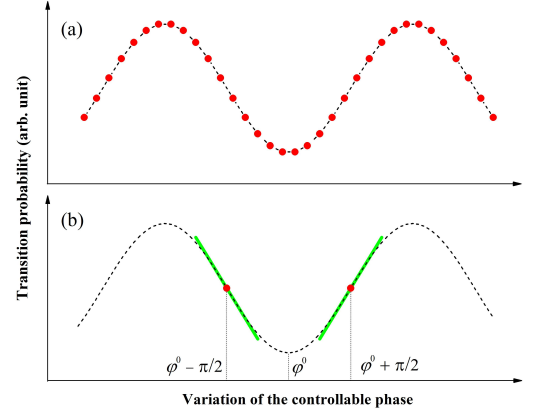 (a)
Transition probability (arb. unit)
(b)
φ⁰ – π/2
φ⁰
φ⁰ + π/2
Variation of the controllable phase